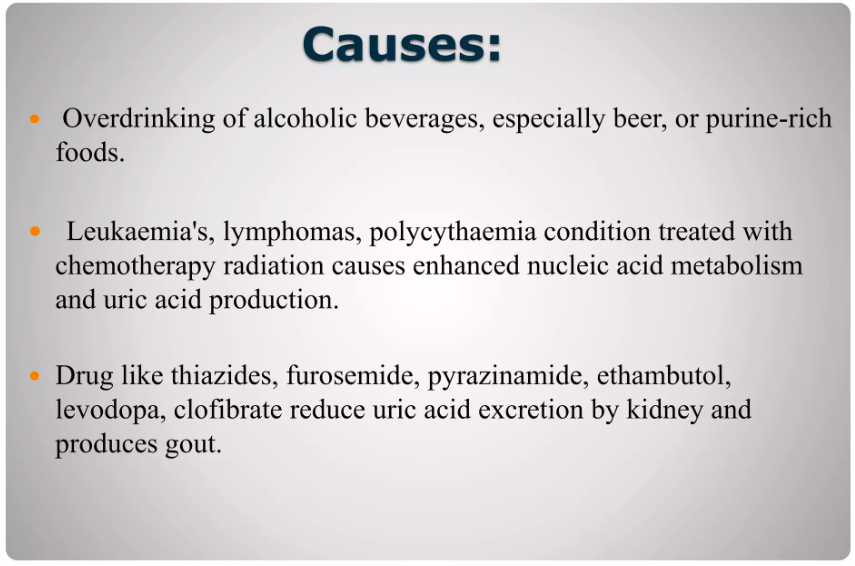 Causes:
Overdrinking of alcoholic beverages, especially beer, or purine-rich
foods.
Leukaemia's, lymphomas, polycythaemia condition treated with
chemotherapy radiation causes enhanced nucleic acid metabolism
and uric acid production.
Drug like thiazides, furosemide, pyrazinamide, ethambutol,
levodopa, clofibrate reduce uric acid excretion by kidney and
produces gout.